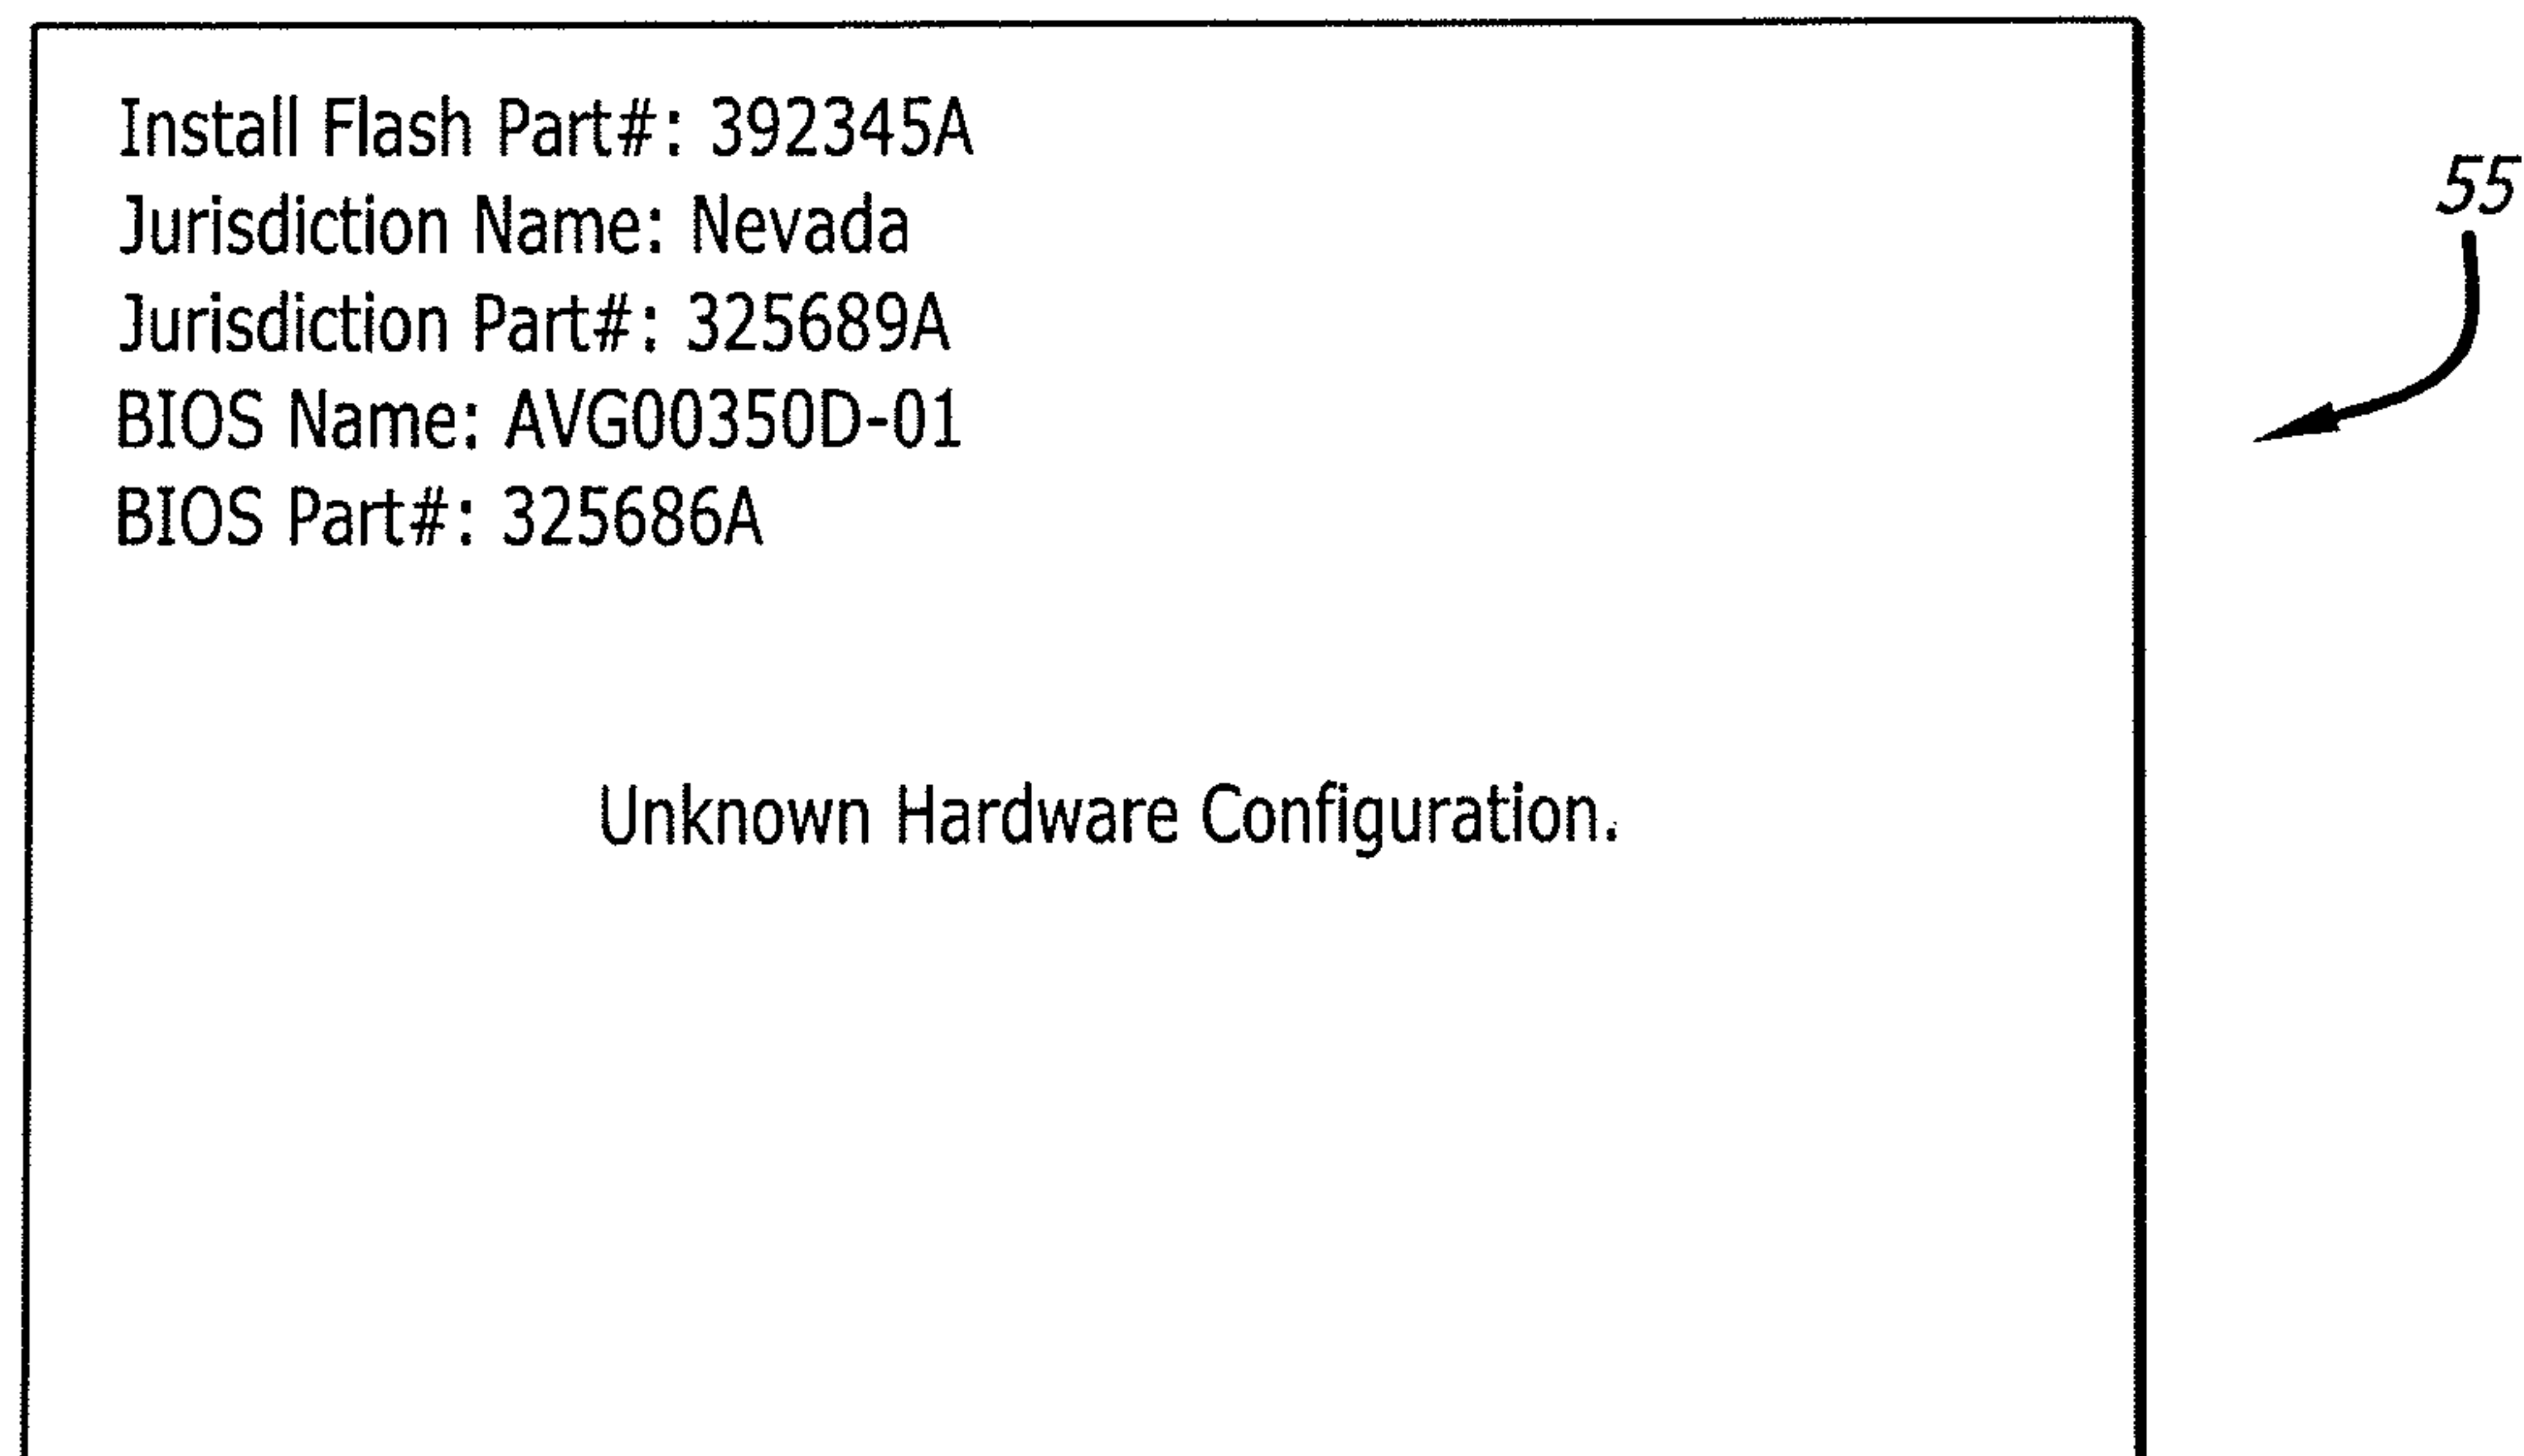 Install Flash Part#: 392345A
Jurisdiction Name: Nevada
Jurisdiction Part#: 325689A
BIOS Name: AVG00350D-01
BIOS Part#: 325686A
Unknown Hardware Configuration.
55